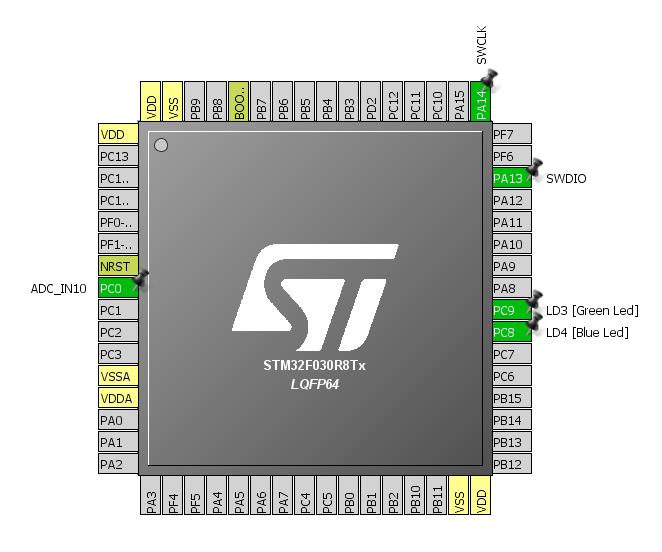 SWCLK
VDD
VSS
PB9
PB8
BOO..
PB7
PB6
PB5
PB4
PB3
PD2
PC12
PC11
PC10
PA15
PA14
VDD
PC13
PC1..
PC1..
PF0-..
PF1-..
NRST
ADC_IN10
PC0
PC1
PC2
PC3
VSSA
VDDA
PA0
PA1
PA2
ST
STM32F030R8Tx
LQFP64
PF7
PF6
PA13
SWDIO
PA12
PA11
PA10
PA9
PA8
PC9
LD3 [Green Led]
PC8
LD4 [Blue Led]
PC7
PC6
PB15
PB14
PB13
PB12
PA3
PF4
PF5
PA4
PA5
PA6
PA7
PC4
PC5
PB0
PB1
PB2
PB10
PB11
VSS
VDD